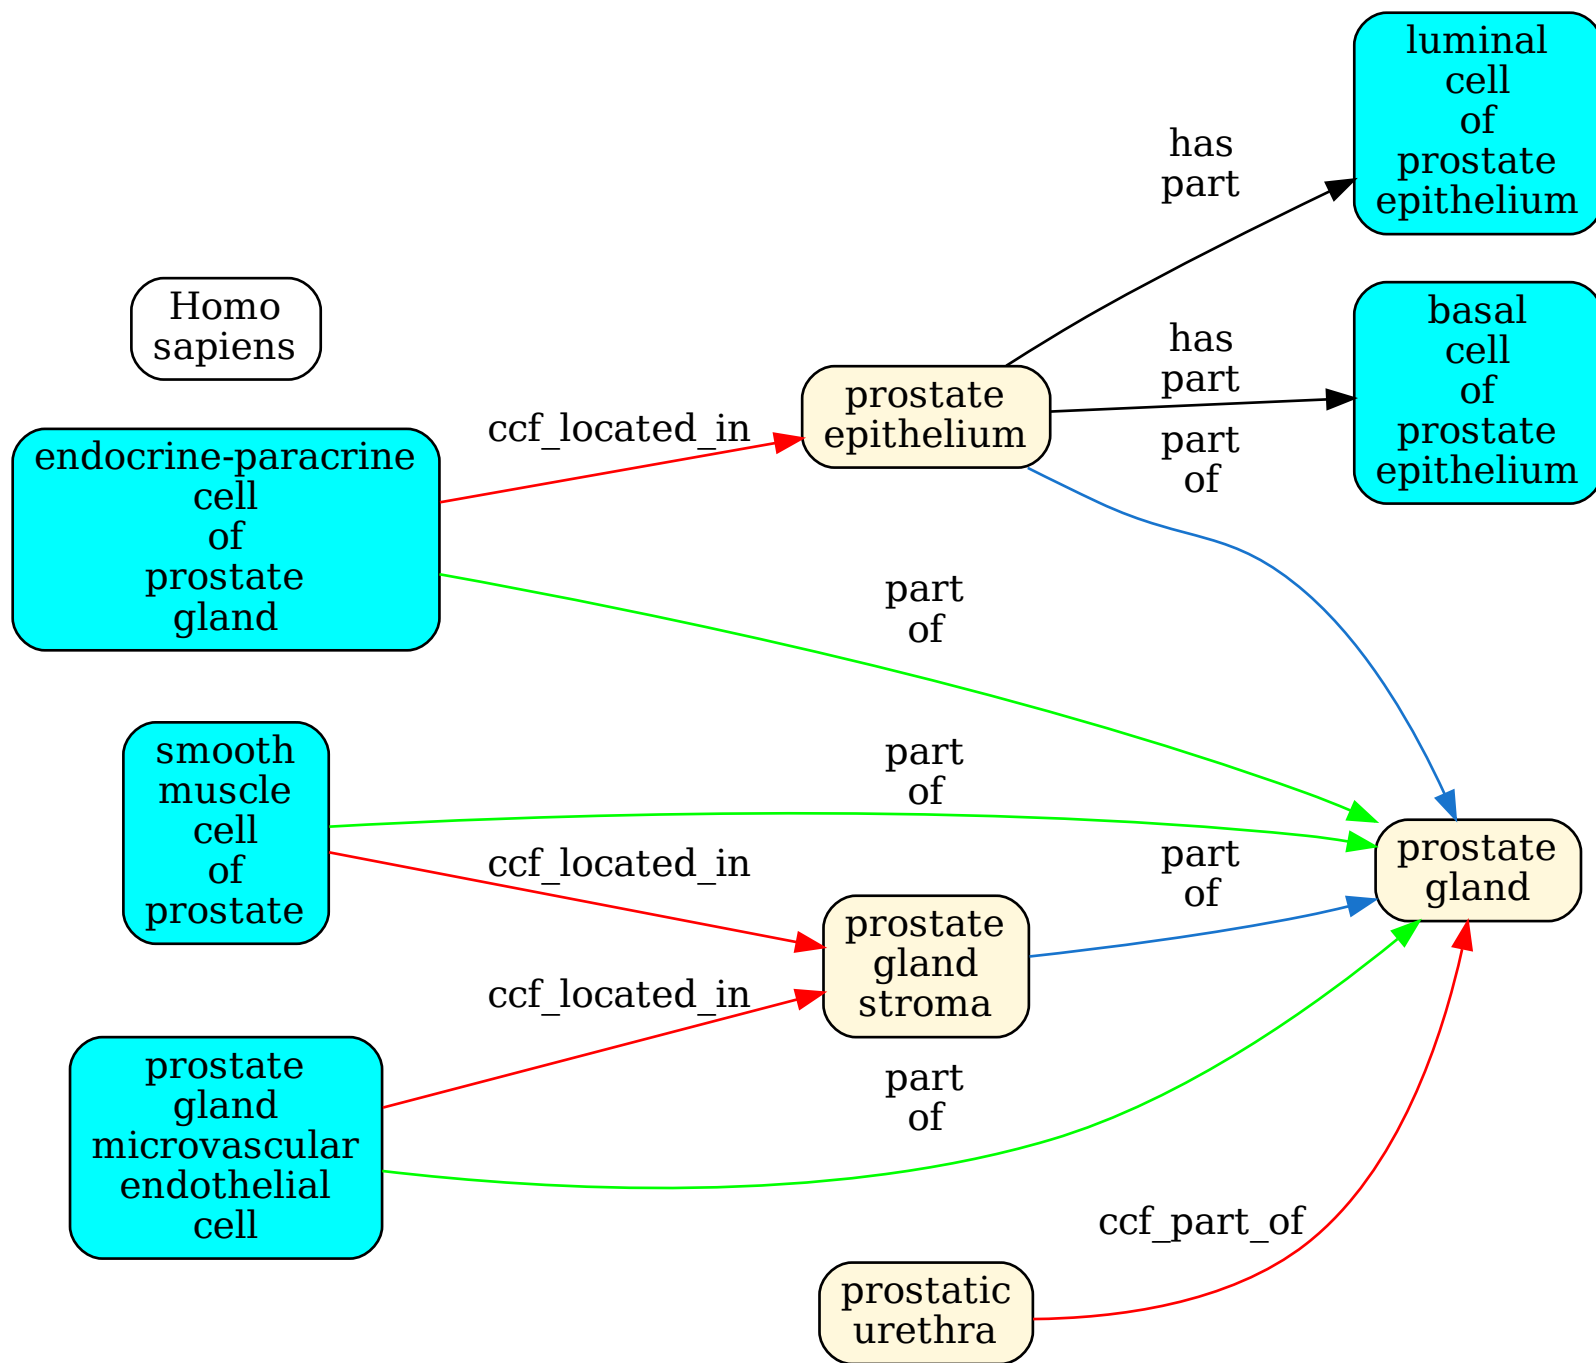 luminal
cell
of
prostate
epithelium
has
part
Homo
sapiens
basal
cell
of
prostate
epithelium
has
part
prostate
epithelium
ccf_located_in
part
of
endocrine-paracrine
cell
of
prostate
gland
part
of
smooth
muscle
cell
of
prostate
part
of
ccf_located_in
part
of
prostate
gland
prostate
gland
stroma
ccf_located_in
prostate
gland
microvascular
endothelial
cell
part
of
ccf_part_of
prostatic
urethra